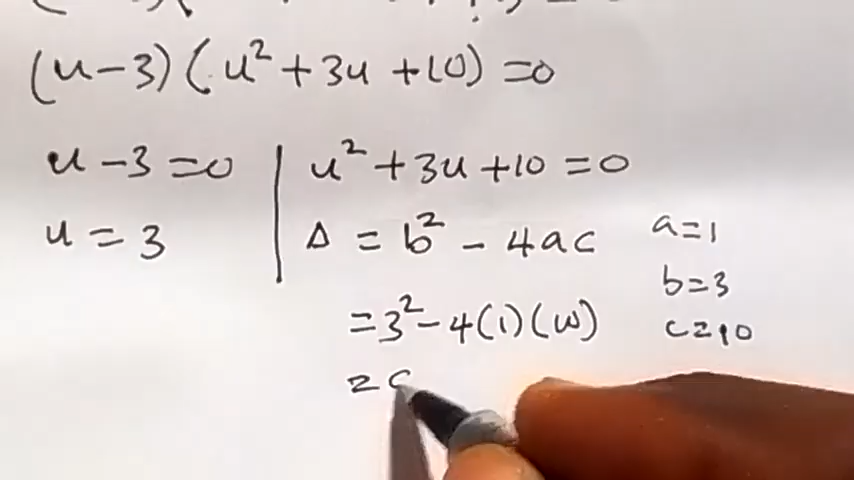 (u-3)(u²+3u+10)=0
u-3=0
u=3
u²+3u+10=0
Δ=b²-4ac
=3²-4(1)(10)
=
a=1
b=3
c=10